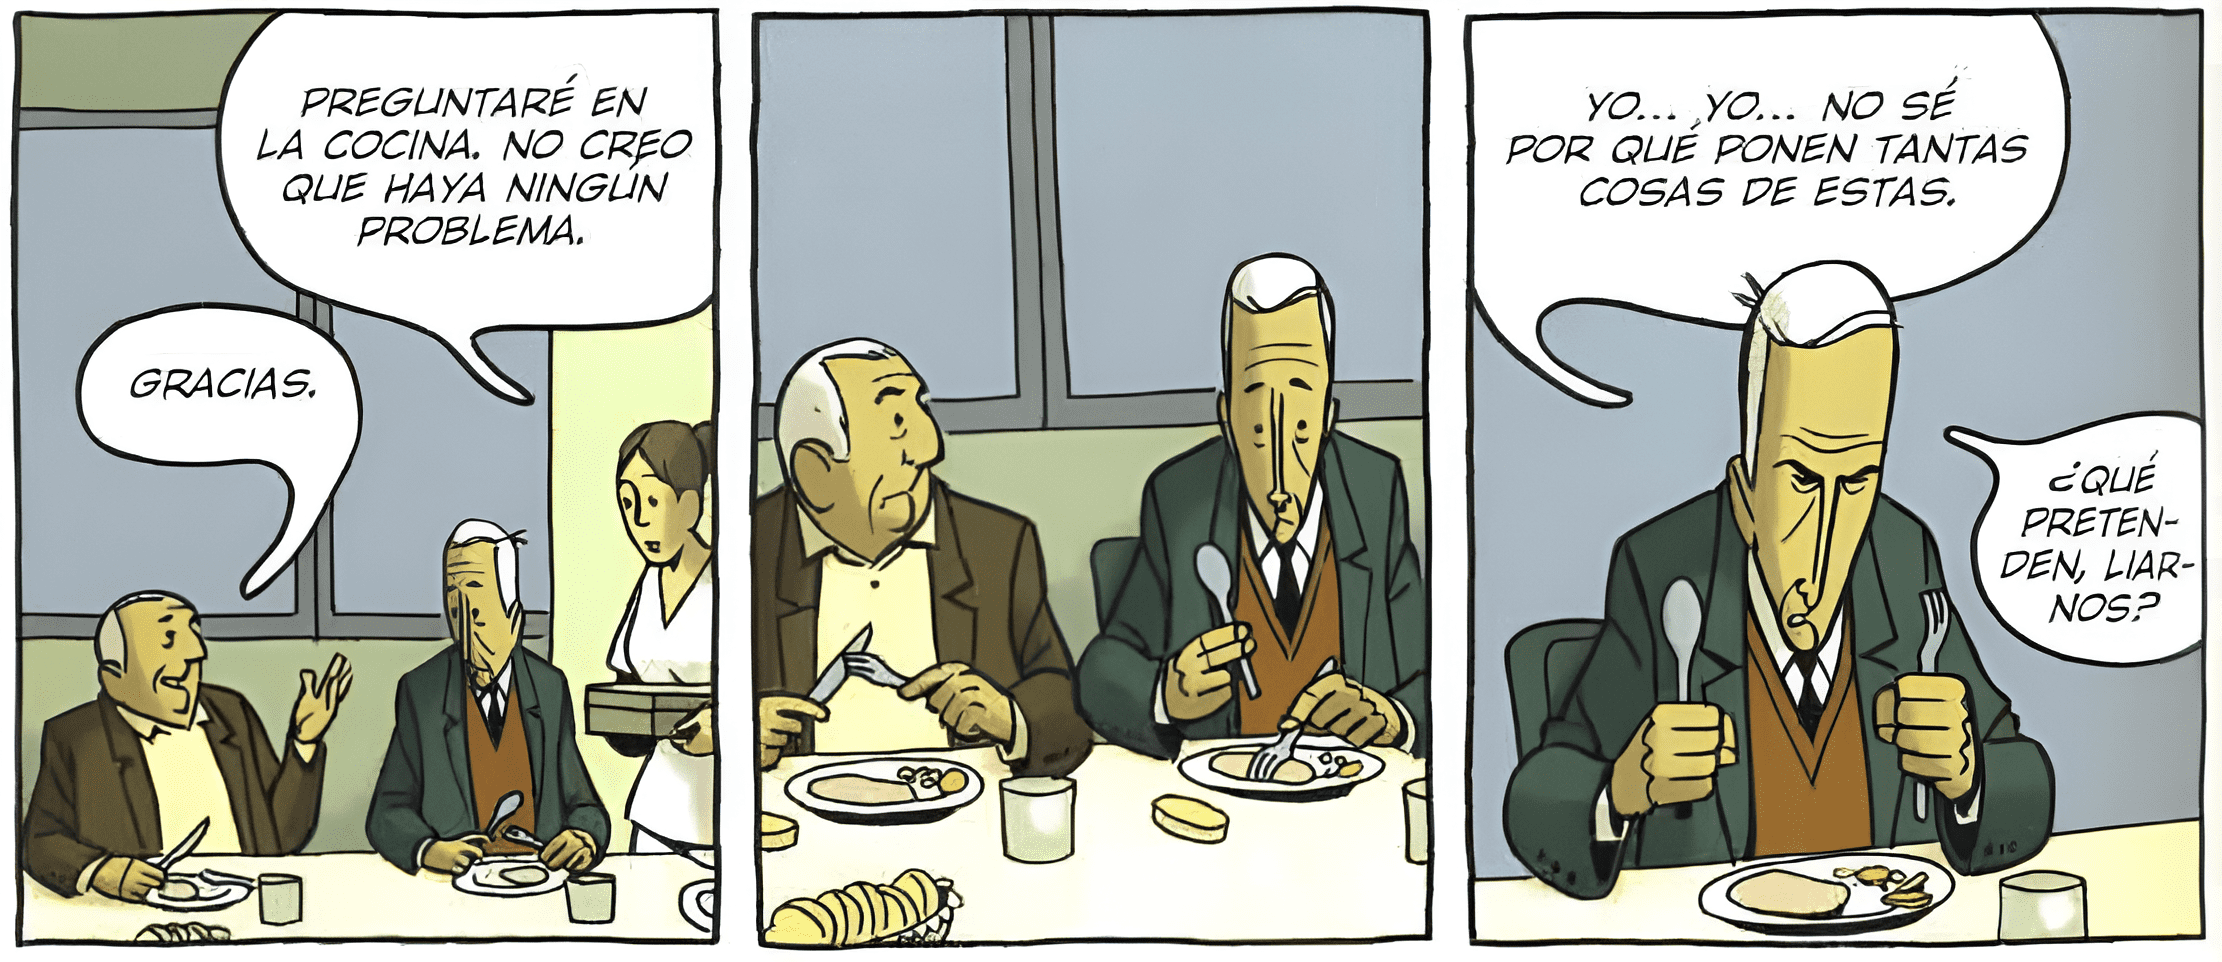 PREGUNTARÉ EN
LA COCINA. NO CREO
QUE HAYA NINGÚN
PROBLEMA.
GRACIAS.
YO... YO... NO SÉ
POR QUÉ PONEN TANTAS
COSAS DE ESTAS.
¿QUÉ
PRETEN-
DEN, LIAR-
NOS?